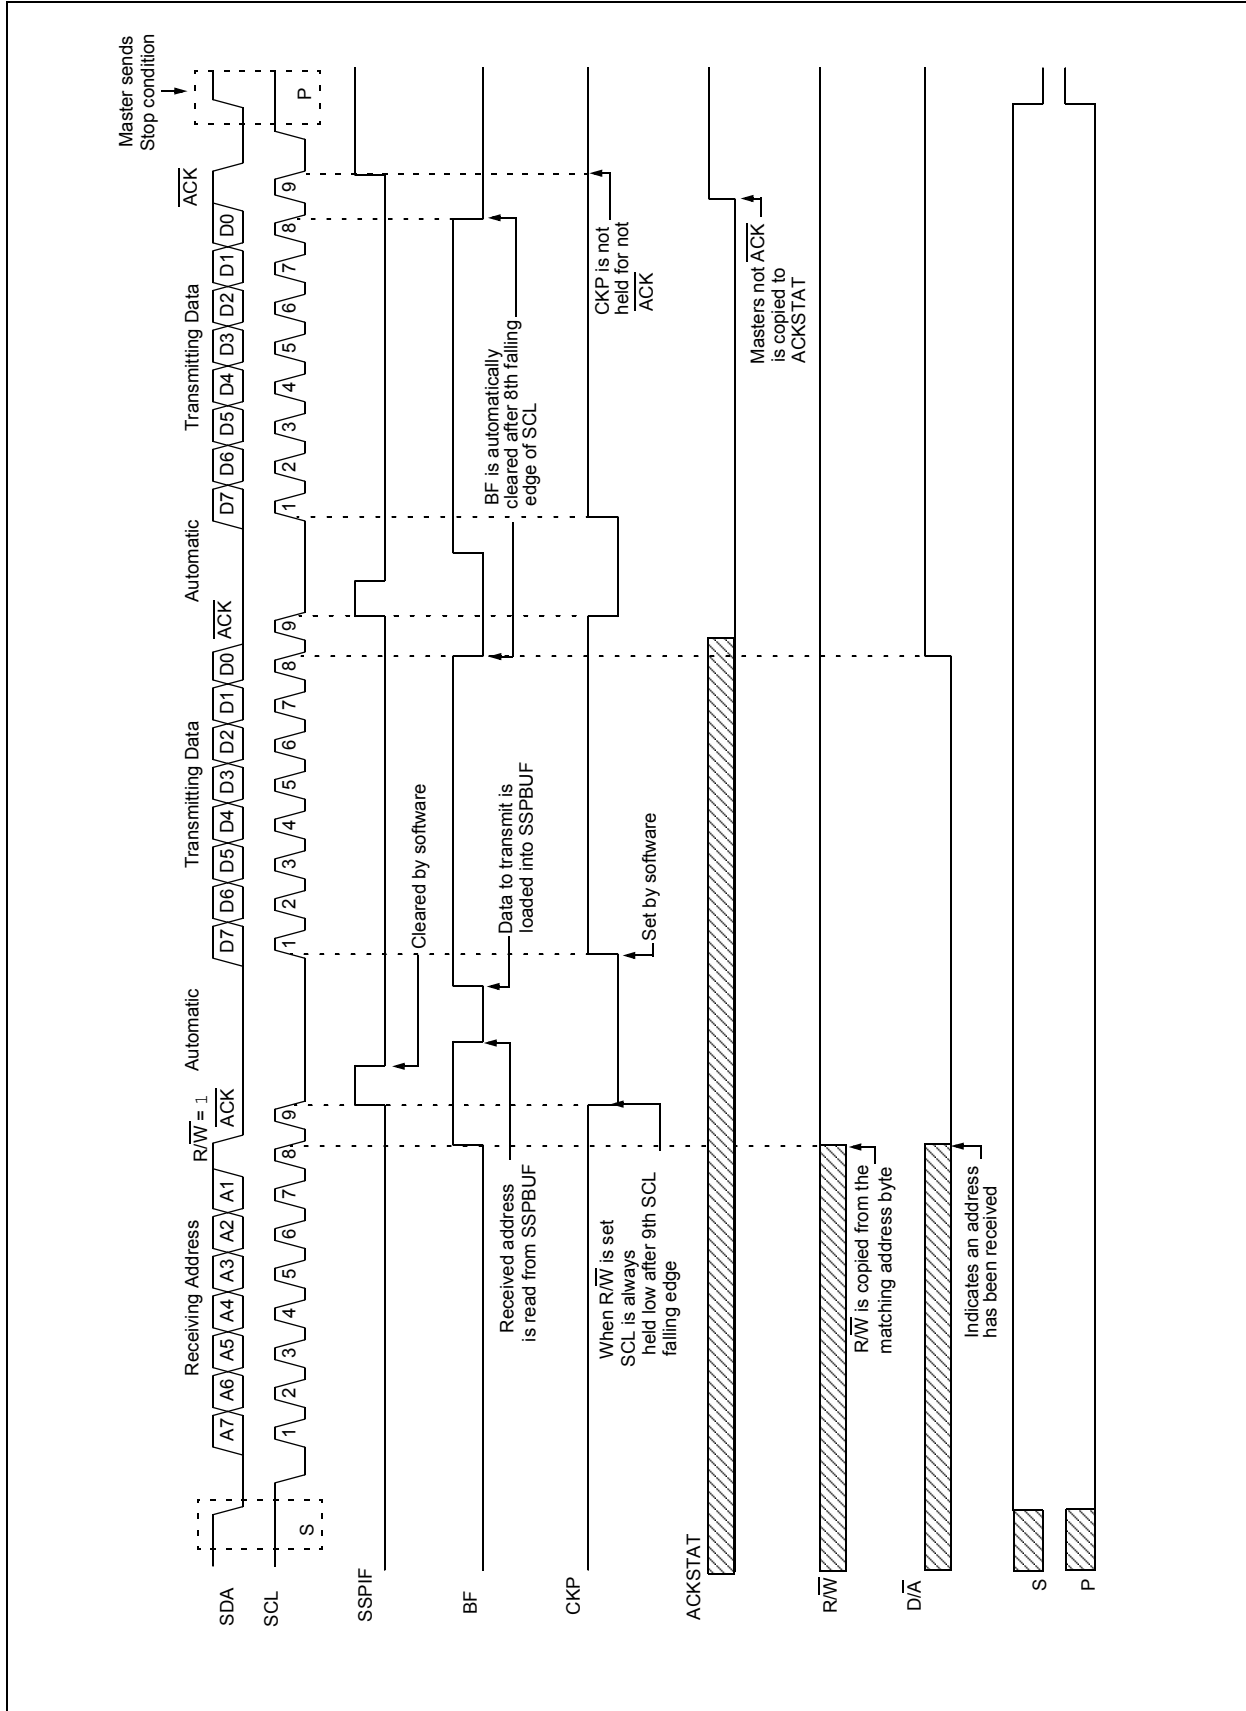 Master sends
Stop condition
Receiving Address
R/W = 1
ACK
Automatic
Transmitting Data
ACK
Automatic
Transmitting Data
ACK
SDA
A7 A6 A5 A4 A3 A2 A1
D7 D6 D5 D4 D3 D2 D1 D0
D7 D6 D5 D4 D3 D2 D1 D0
SCL
S
1 2 3 4 5 6 7 8 9
1 2 3 4 5 6 7 8 9
1 2 3 4 5 6 7 8 9
P
SSPIF
Cleared by software
BF
Received address
is read from SSPBUF
Data to transmit is
loaded into SSPBUF
BF is automatically
cleared after 8th falling
edge of SCL
CKP
When R/W is set
SCL is always
held low after 9th SCL
falling edge
Set by software
CKP is not
held for not
ACK
ACKSTAT
Masters not ACK
is copied to
ACKSTAT
R/W
R/W is copied from the
matching address byte
D/A
Indicates an address
has been received
S
P